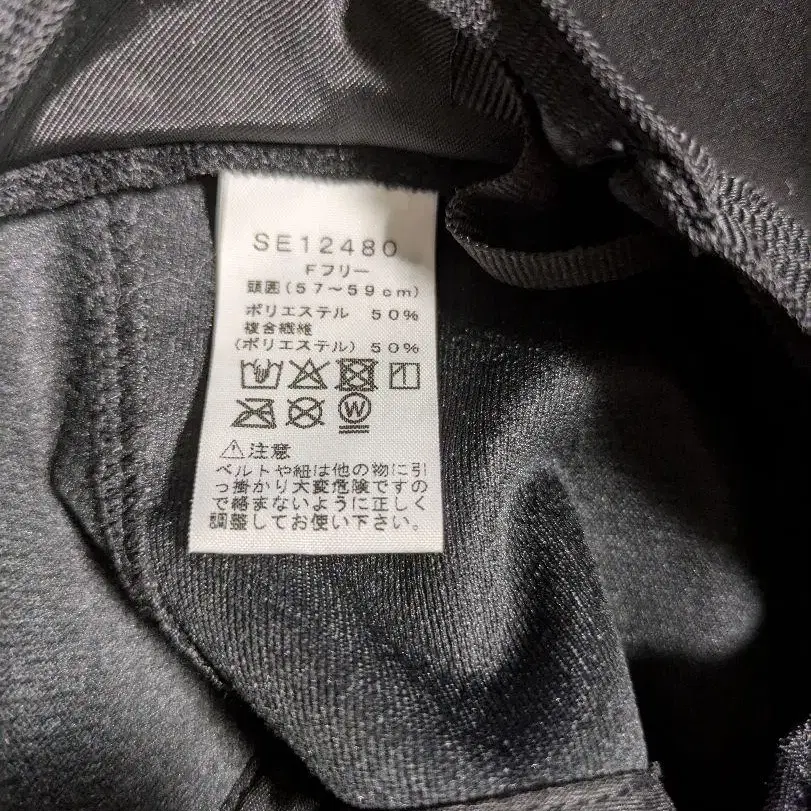 SE12480
Fフリー
頭囲(57～59cm)
ポリエステル 50%
複合繊維
(ポリエステル)50%
W
⚠注意
ベルトや紐は他の物に引
っ掛かり大変危険ですの
で絡まないように正しく
調整してお使い下さい。